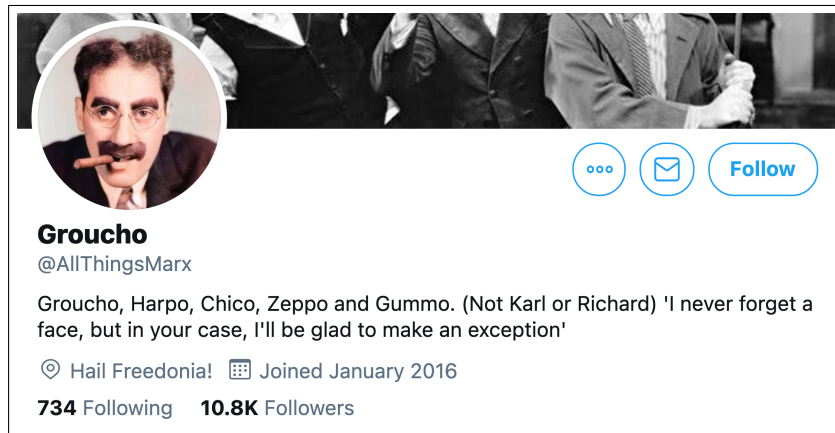 Follow
Groucho
@AllThingsMarx
Groucho, Harpo, Chico, Zeppo and Gummo. (Not Karl or Richard) 'I never forget a
face, but in your case, I'll be glad to make an exception'
Hail Freedonia! Joined January 2016
734 Following 10.8K Followers